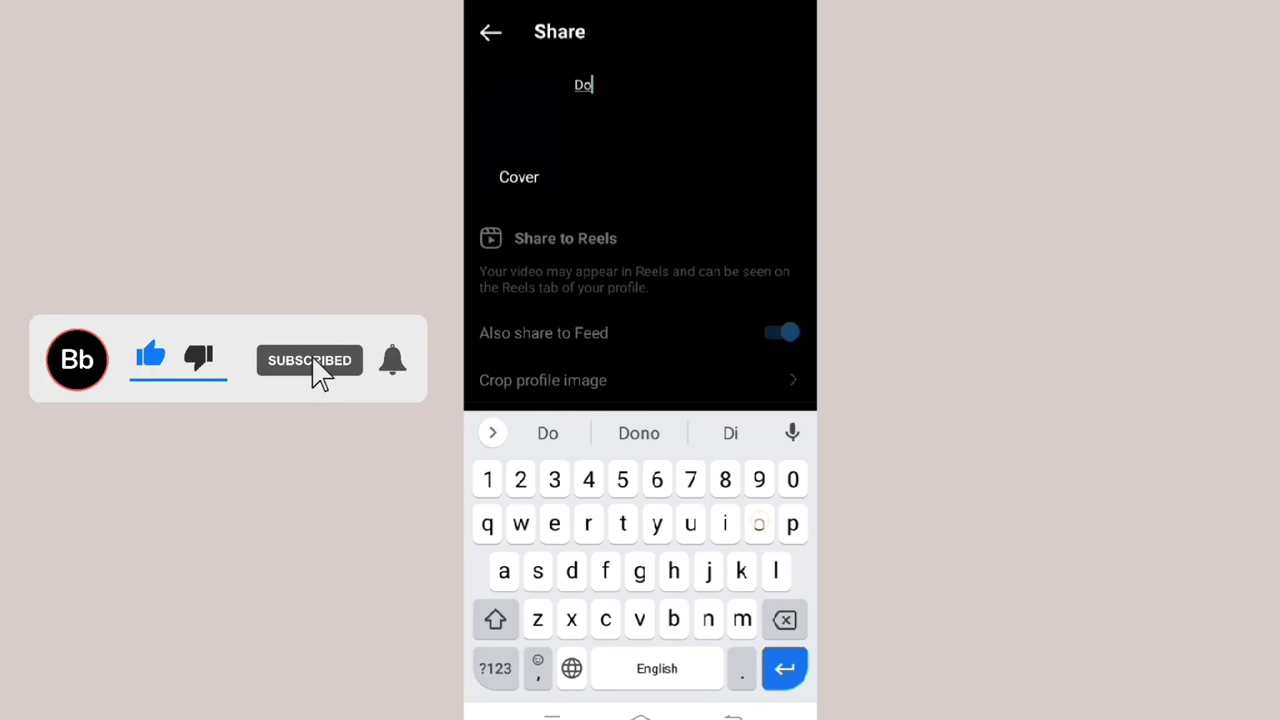 Share
Do
Cover
Share to Reels
Your video may appear in Reels and can be seen on
the Reels tab of your profile.
Also share to Feed
Crop profile image
Bb
SUBSCRIBED
Do Dono Di
1 2 3 4 5 6 7 8 9 0
q w e r t y u i o p
a s d f g h j k l
z x c v b n m
?123 , English .